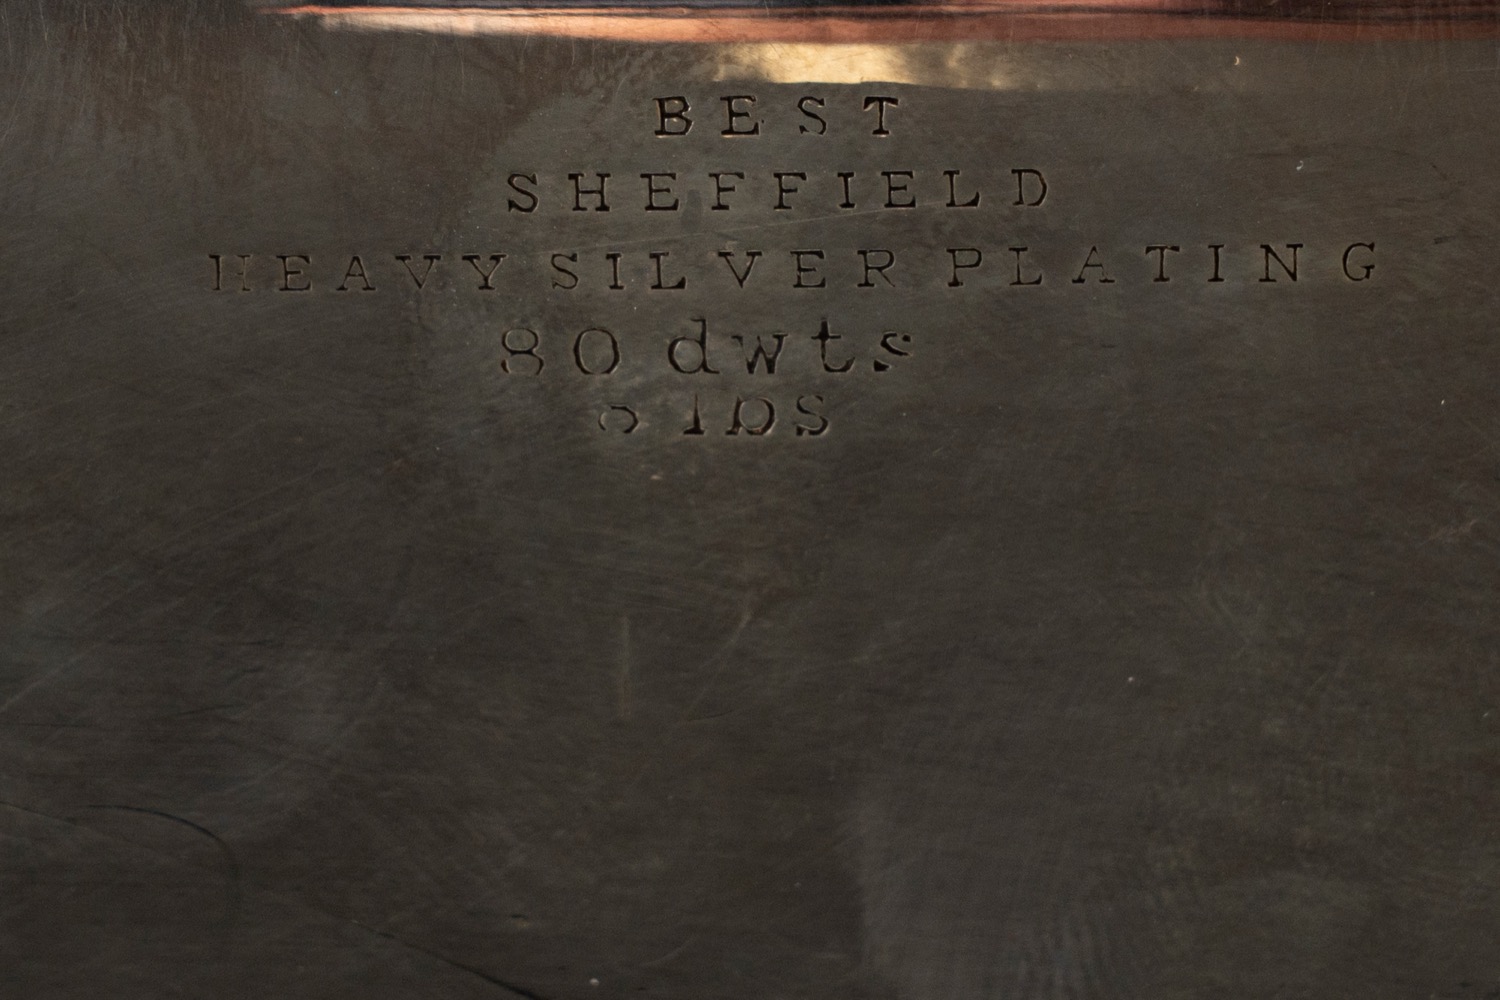 BEST
SHEFFIELD
HEAVY SILVER PLATING
80 dwts
lbs